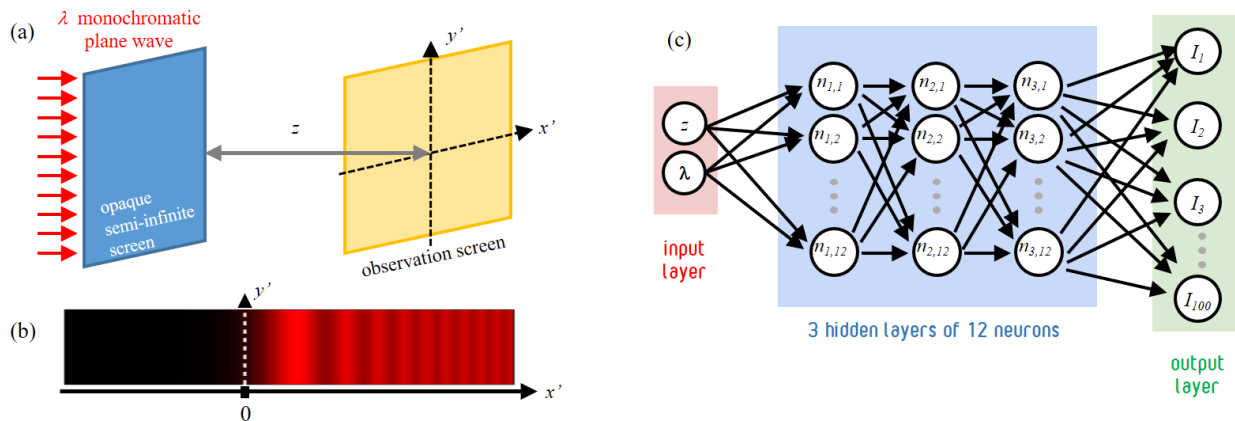 (a)
λ monochromatic
plane wave
z
y'
x'
opaque
semi-infinite
screen
observation screen
(b)
y'
x'
0
(c)
z
λ
input
layer
n1,1
n2,1
n3,1
n1,2
n2,2
n3,2
n1,12
n2,12
n3,12
3 hidden layers of 12 neurons
I1
I2
I3
I100
output
layer